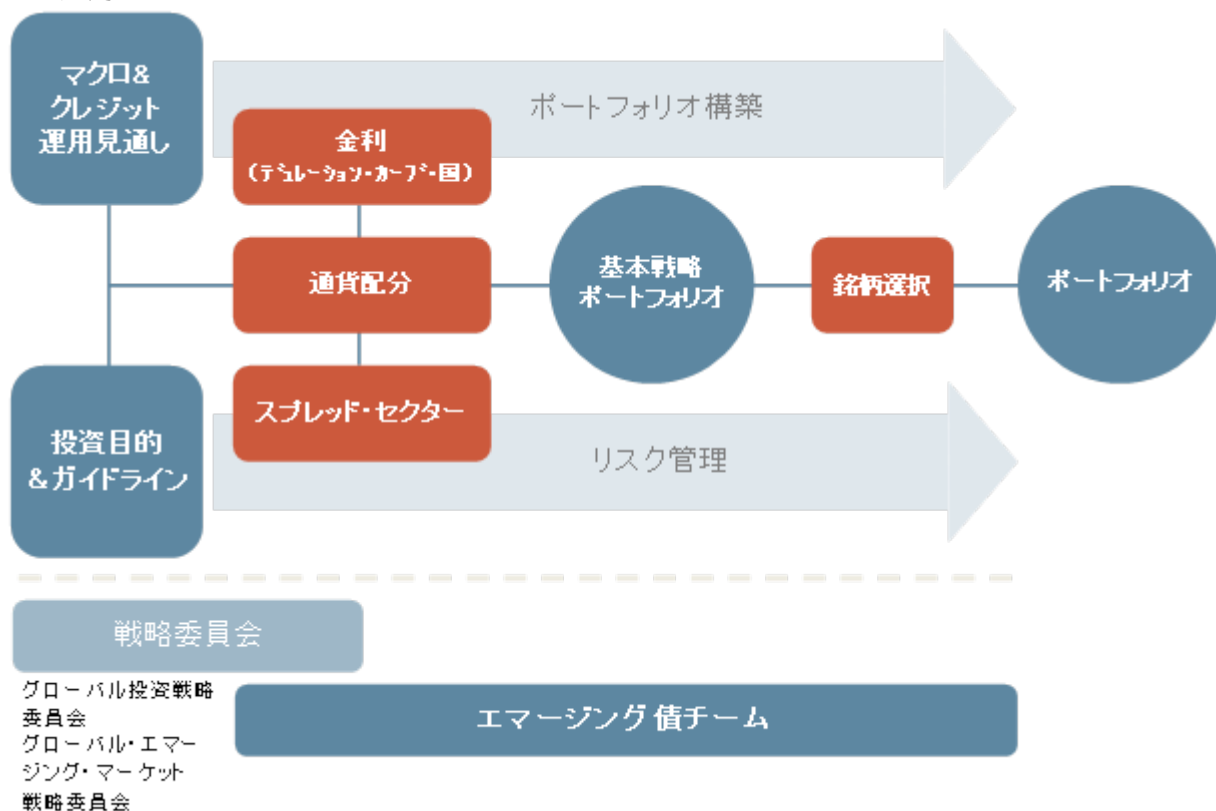 マクロ&
クレジット
運用見通し
ポートフォリオ構築
金利
(デュレーション・カーブ・国)
通貨配分
基本戦略
ポートフォリオ
銘柄選択
ポートフォリオ
スプレッド・セクター
投資目的
&ガイドライン
リスク管理
戦略委員会
グローバル投資戦略
委員会
グローバル・エマー
ジング・マーケット
戦略委員会
エマージング債チーム